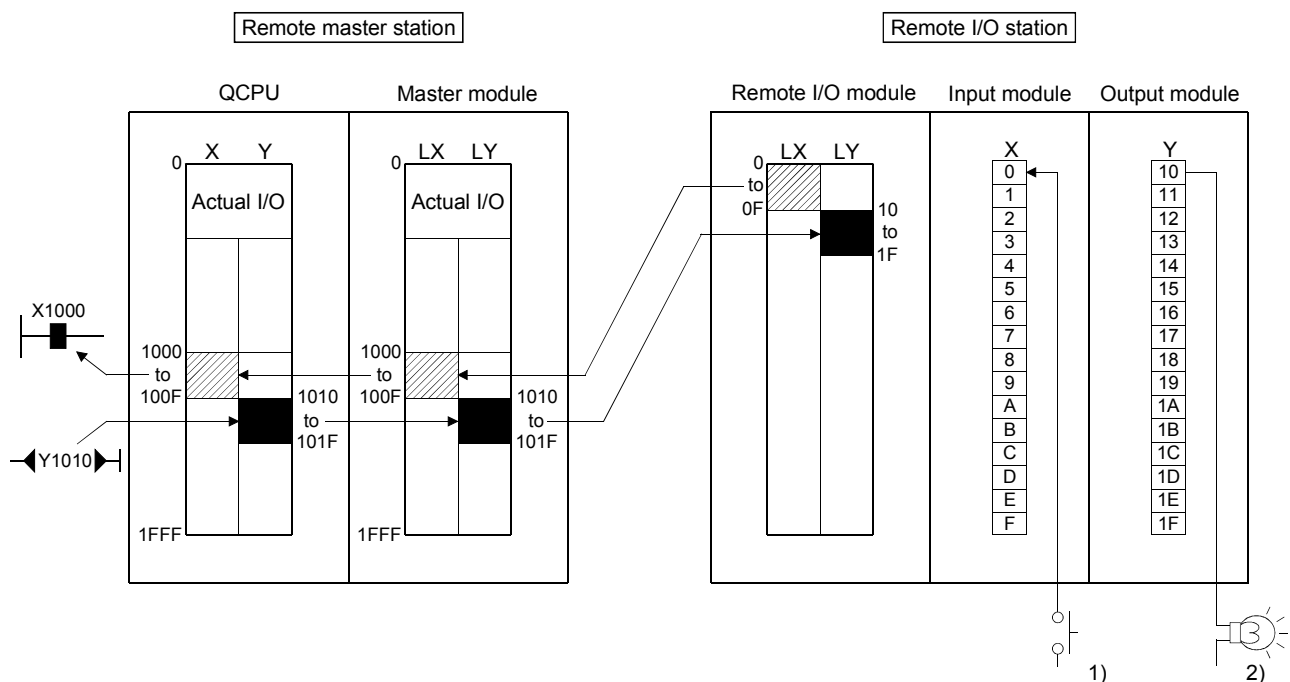 Remote master station
Remote I/O station
QCPU
Master module
Remote I/O module
Input module
Output module
X Y
0
Actual I/O
1000
to
100F
1010
to
101F
1FFF
LX LY
0
Actual I/O
1000
to
100F
1010
to
101F
1FFF
X1000
Y1010
LX LY
0
to
0F
10
to
1F
X
0
1
2
3
4
5
6
7
8
9
A
B
C
D
E
F
Y
10
11
12
13
14
15
16
17
18
19
1A
1B
1C
1D
1E
1F
1)
2)